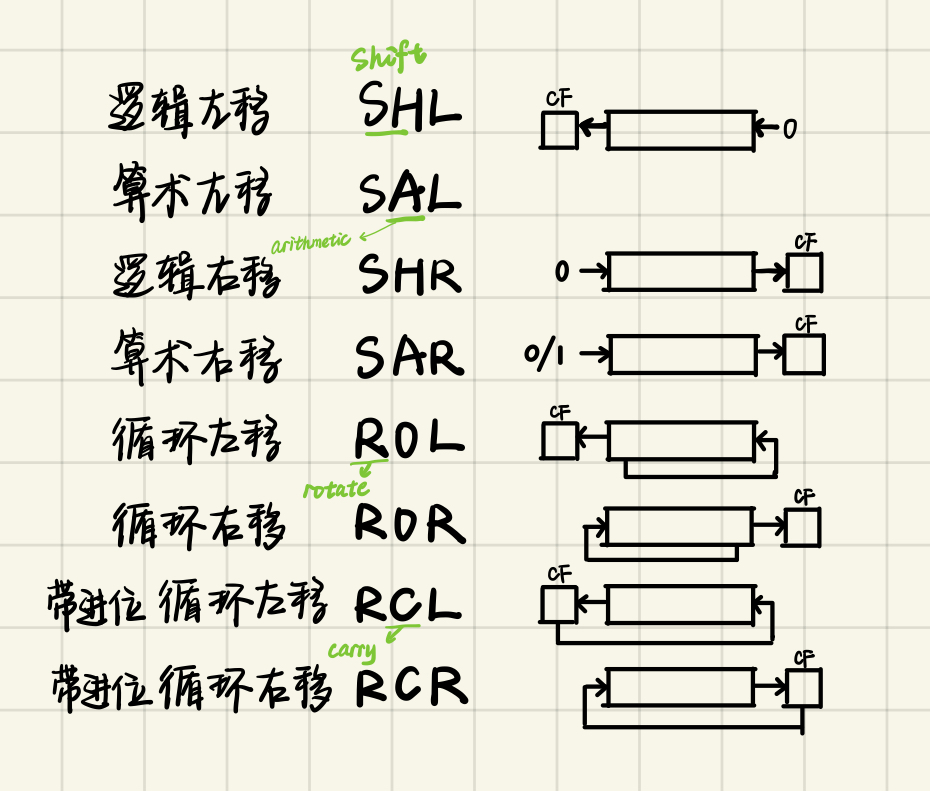 shift
逻辑左移 SHL CF 0
算术左移 SAL
arithmetic
逻辑右移 SHR 0 CF
算术右移 SAR 0/1 CF
循环左移 ROL CF
rotate
循环右移 ROR CF
带进位循环左移 RCL CF
carry
带进位循环右移 RCR CF